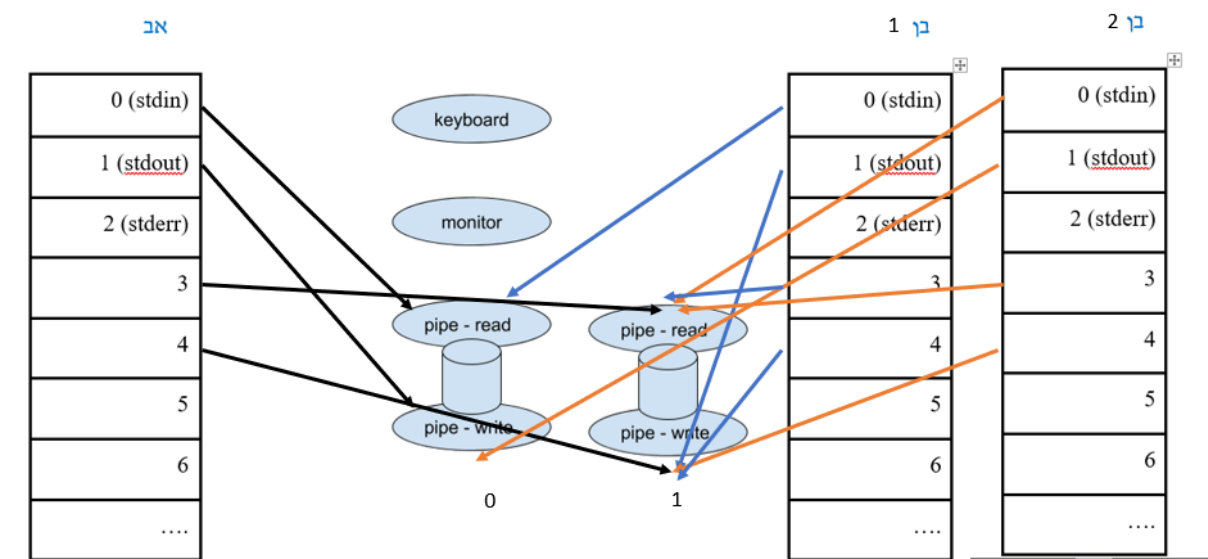 אב
0 (stdin)
1 (stdout)
2 (stderr)
3
4
5
6
....
keyboard
monitor
pipe - read
pipe - write
0
pipe - read
pipe - write
1
בן 1
0 (stdin)
1 (stdout)
2 (stderr)
3
4
5
6
....
בן 2
0 (stdin)
1 (stdout)
2 (stderr)
3
4
5
6
....